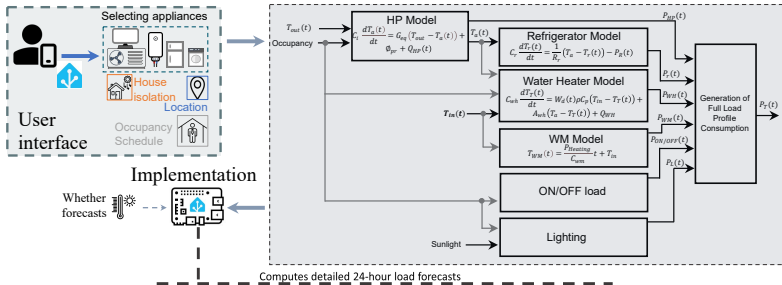 Selecting appliances
House
isolation
Location
User
interface
Occupancy
Schedule
Implementation
Whether
forecasts
T_out(t)
Occupancy
HP Model
C_i dT_a(t)/dt = G_eq(T_out − T_a(t)) +
∅_pr + Q_HP(t)
T_a(t)
P_HP(t)
Refrigerator Model
C_r dT_r(t)/dt = 1/R_r (T_a − T_r(t)) − P_R(t)
P_r(t)
Water Heater Model
C_wh dT_T(t)/dt = W_d(t)ρC_p(T_in − T_T(t)) +
A_wh(T_a − T_T(t)) + Q_WH
P_WH(t)
T_in(t)
WM Model
T_WM(t) = P_Heating/C_wm t + T_in
P_WM(t)
ON/OFF load
P_ON/OFF(t)
Lighting
P_L(t)
Sunlight
Generation of
Full Load
Profile
Consumption
P_T(t)
Computes detailed 24-hour load forecasts